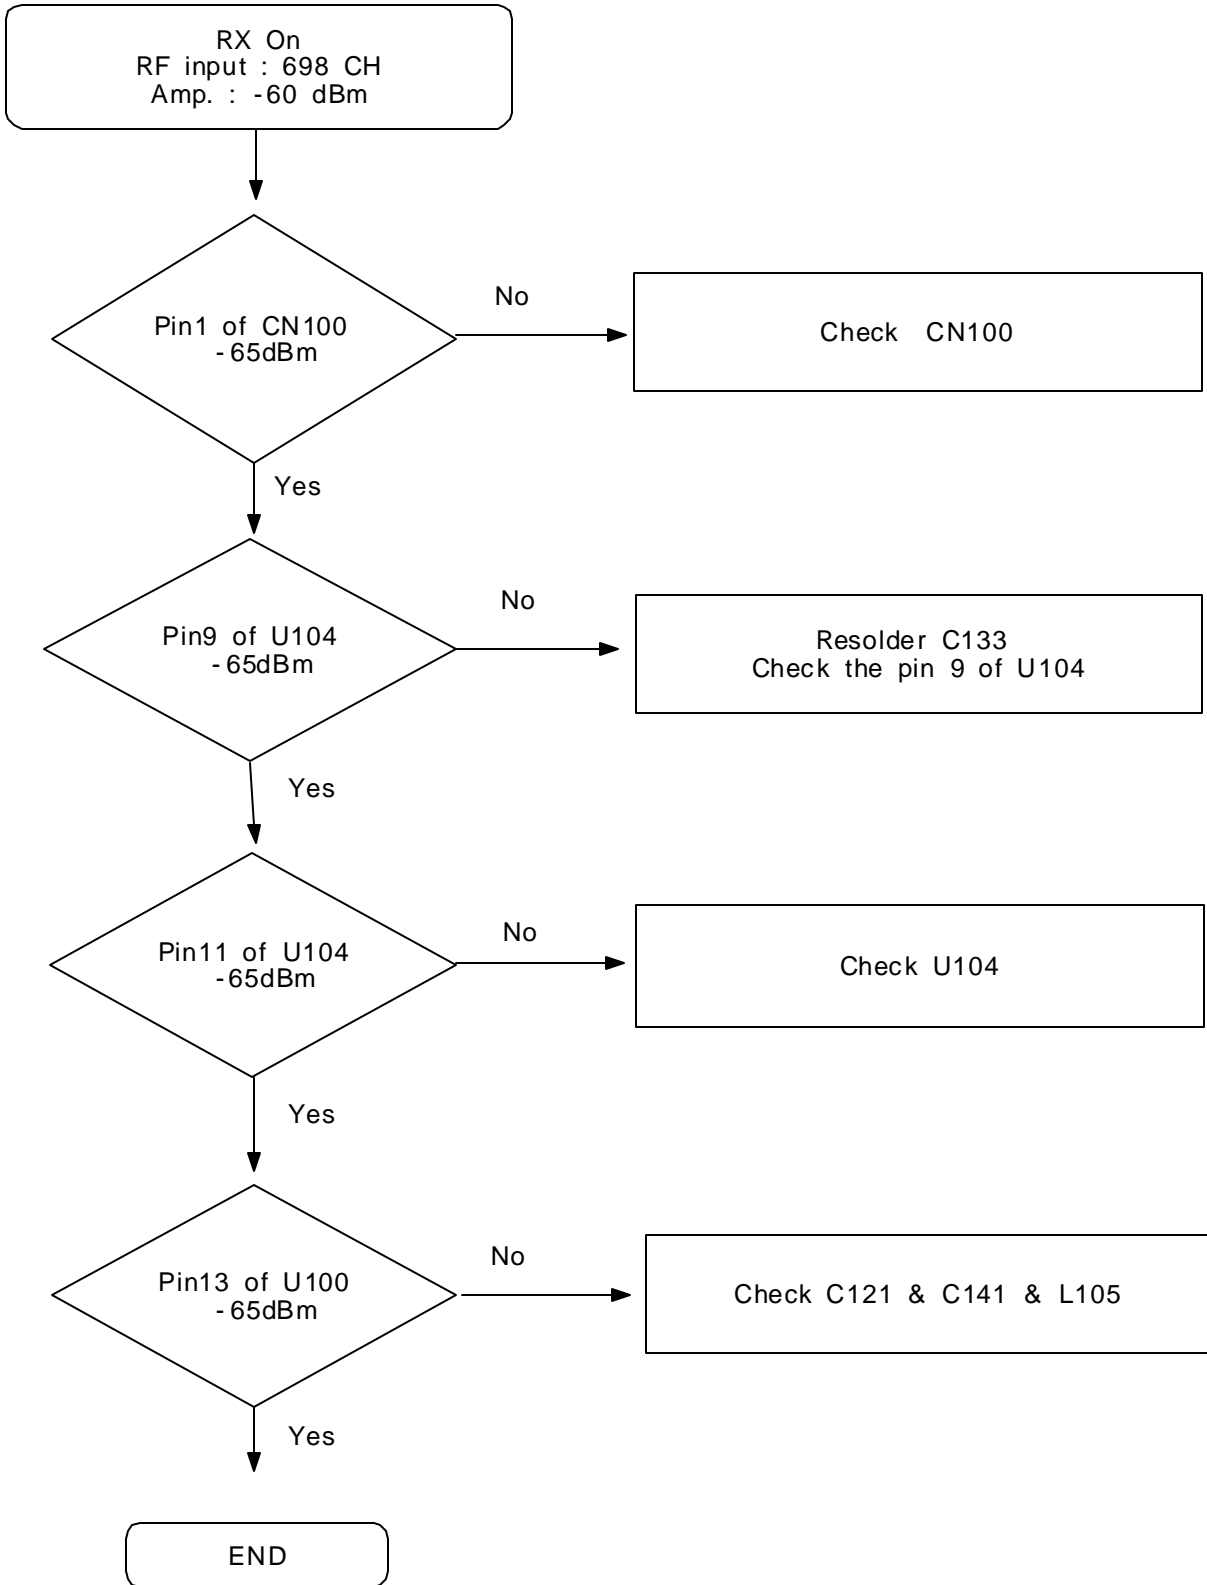 RX On
RF input : 698 CH
Amp. : -60 dBm
Pin1 of CN100
-65dBm
No
Check CN100
Yes
Pin9 of U104
-65dBm
No
Resolder C133
Check the pin 9 of U104
Yes
Pin11 of U104
-65dBm
No
Check U104
Yes
Pin13 of U100
-65dBm
No
Check C121 & C141 & L105
Yes
END